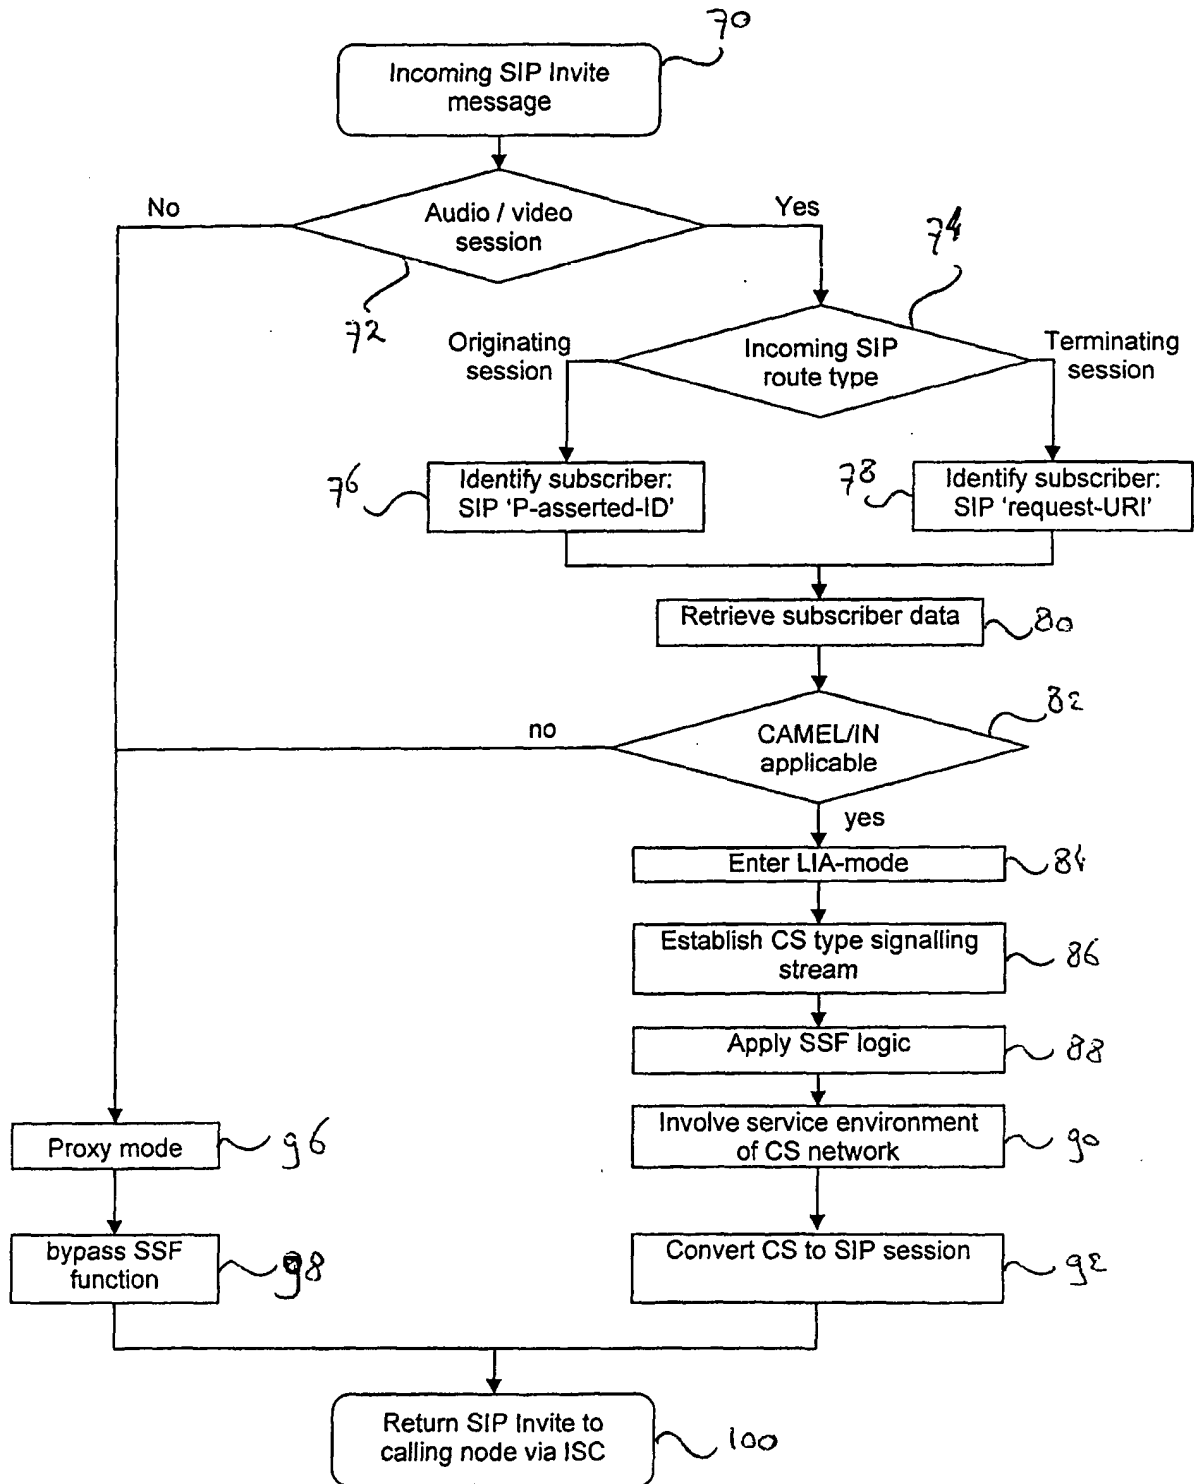 70
Incoming SIP Invite
message
No
Audio / video
session
Yes
72
74
Originating
session
Incoming SIP
route type
Terminating
session
76
Identify subscriber:
SIP 'P-asserted-ID'
78
Identify subscriber:
SIP 'request-URI'
Retrieve subscriber data
80
82
no
CAMEL/IN
applicable
yes
Enter LIA-mode
84
Establish CS type signalling
stream
86
Apply SSF logic
88
Proxy mode
96
Involve service environment
of CS network
90
bypass SSF
function
98
Convert CS to SIP session
92
Return SIP Invite to
calling node via ISC
100